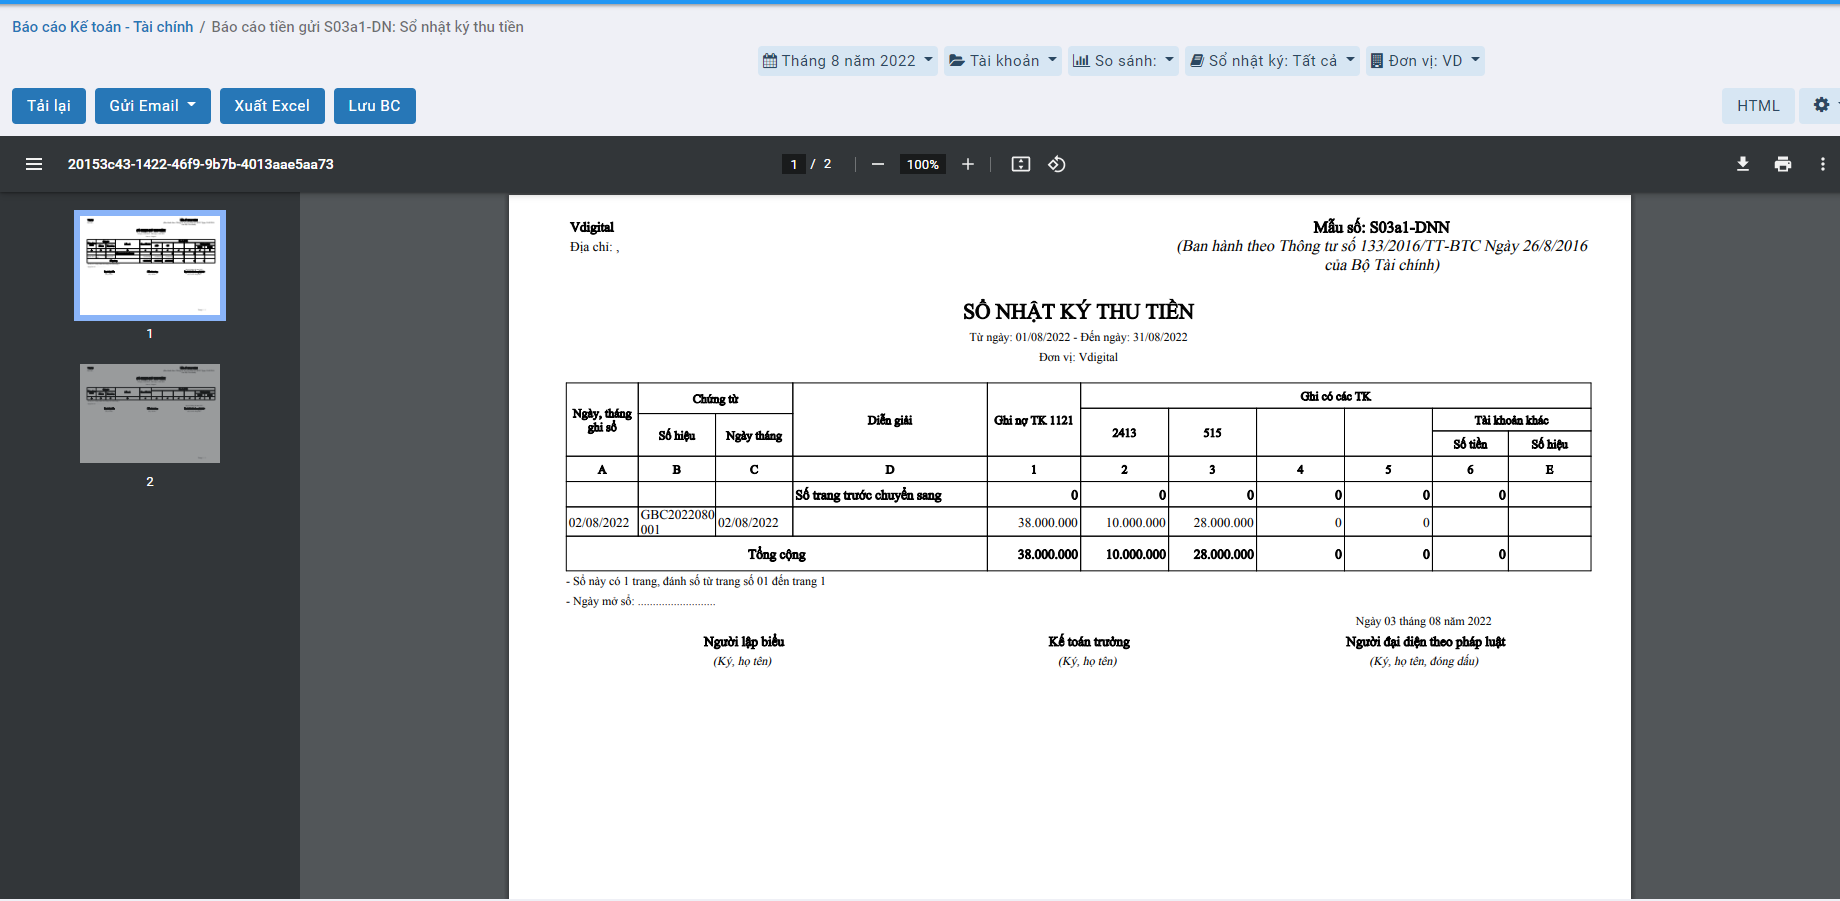 Báo cáo Kế toán - Tài chính / Báo cáo tiền gửi S03a1-DN: Sổ nhật ký thu tiền
Tháng 8 năm 2022 Tài khoản So sánh: Sổ nhật ký: Tất cả Đơn vị: VD
Tải lại Gửi Email Xuất Excel Lưu BC HTML
20153c43-1422-46f9-9b7b-4013aae5aa73 1 / 2 100%
1
2
Vdigital
Địa chỉ: ,
Mẫu số: S03a1-DNN
(Ban hành theo Thông tư số 133/2016/TT-BTC Ngày 26/8/2016
của Bộ Tài chính)
SỔ NHẬT KÝ THU TIỀN
Từ ngày: 01/08/2022 - Đến ngày: 31/08/2022
Đơn vị: Vdigital
Ngày, tháng ghi sổ Chứng từ Diễn giải Ghi nợ TK 1121 Ghi có các TK
Số hiệu Ngày tháng 2413 515 Tài khoản khác
Số tiền Số hiệu
A B C D 1 2 3 4 5 6 E
Số trang trước chuyển sang 0 0 0 0 0 0
02/08/2022 GBC2022080001 02/08/2022 38.000.000 10.000.000 28.000.000 0 0
Tổng cộng 38.000.000 10.000.000 28.000.000 0 0 0
- Sổ này có 1 trang, đánh số từ trang số 01 đến trang 1
- Ngày mở sổ: ..........................
Ngày 03 tháng 08 năm 2022
Người lập biểu Kế toán trưởng Người đại diện theo pháp luật
(Ký, họ tên) (Ký, họ tên) (Ký, họ tên, đóng dấu)